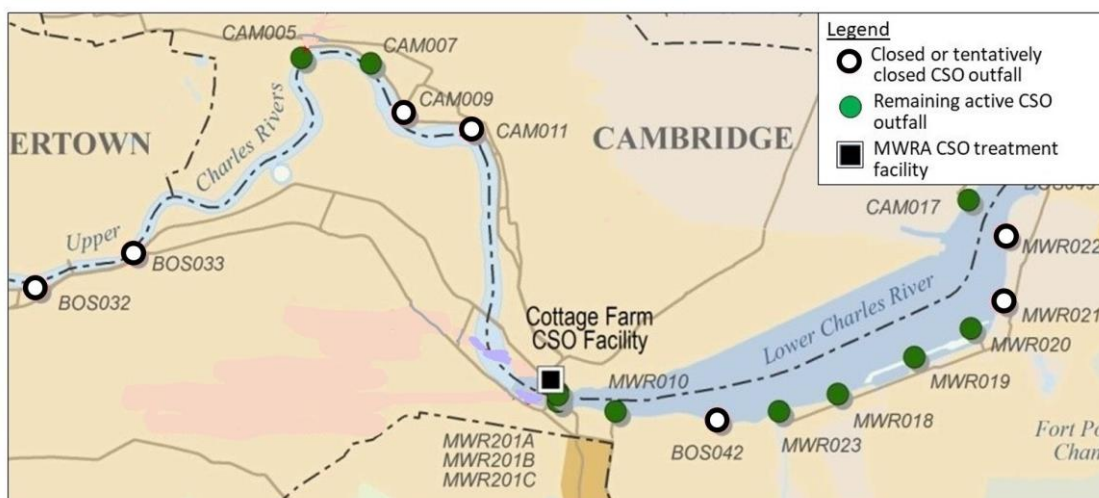 CAM005
CAM007
CAM009
CAM011
ERTOWN
Charles Rivers
Upper
BOS033
BOS032
CAMBRIDGE
Legend
Closed or tentatively
closed CSO outfall
Remaining active CSO
outfall
MWRA CSO treatment
facility
CAM017
MWR022
MWR021
MWR020
MWR019
MWR018
MWR023
BOS042
MWR010
Lower Charles River
Cottage Farm
CSO Facility
MWR201A
MWR201B
MWR201C
Fort Po
Chan